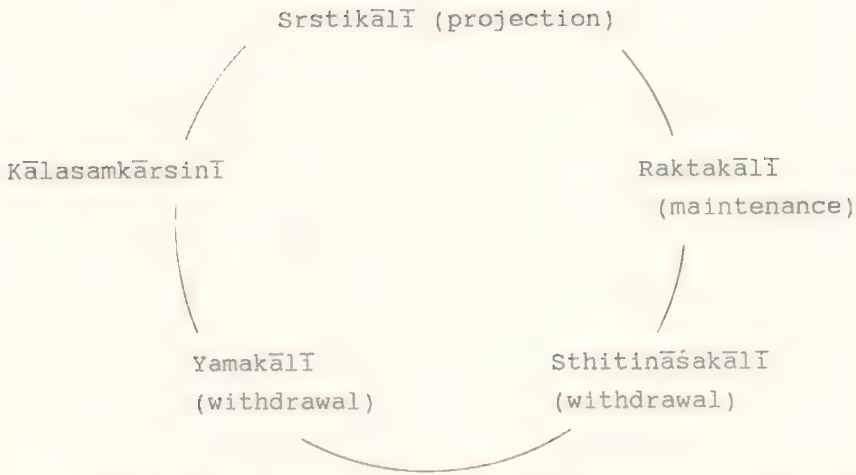 Srstikālī (projection)
Kālasamkārsinī
Raktakālī
(maintenance)
Yamakālī
(withdrawal)
Sthitināśakālī
(withdrawal)